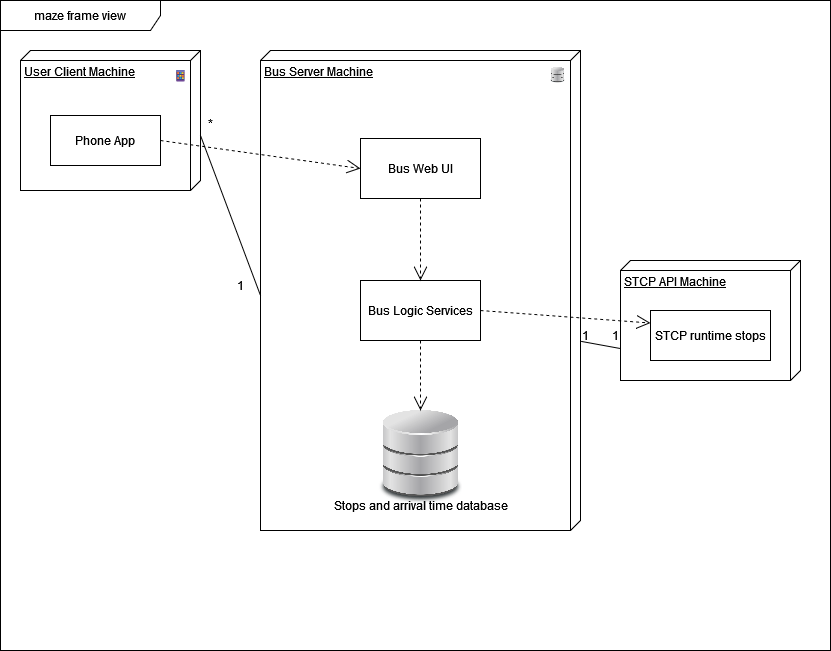 maze frame view
User Client Machine
Phone App
*
1
Bus Server Machine
Bus Web UI
Bus Logic Services
Stops and arrival time database
1
1
STCP API Machine
STCP runtime stops